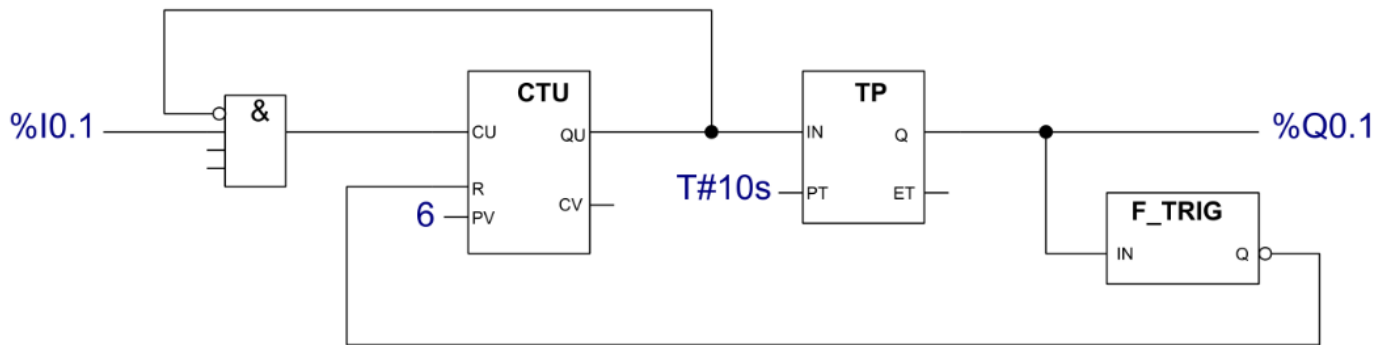 CTU
TP
&
%I0.1
CU
QU
IN
Q
%Q0.1
R
T#10s
PT
ET
6
PV
CV
F_TRIG
IN
Q